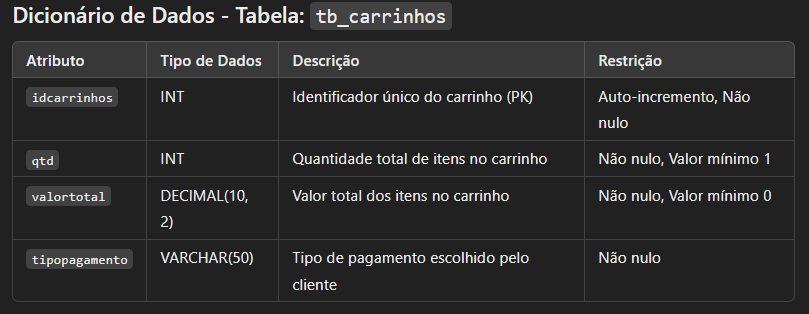 Dicionário de Dados - Tabela: tb_carrinhos
Atributo Tipo de Dados Descrição Restrição
idcarrinhos INT Identificador único do carrinho (PK) Auto-incremento, Não
nulo
qtd INT Quantidade total de itens no carrinho Não nulo, Valor mínimo 1
valortotal DECIMAL(10, Valor total dos itens no carrinho Não nulo, Valor mínimo 0
2)
tipopagamento VARCHAR(50) Tipo de pagamento escolhido pelo Não nulo
cliente